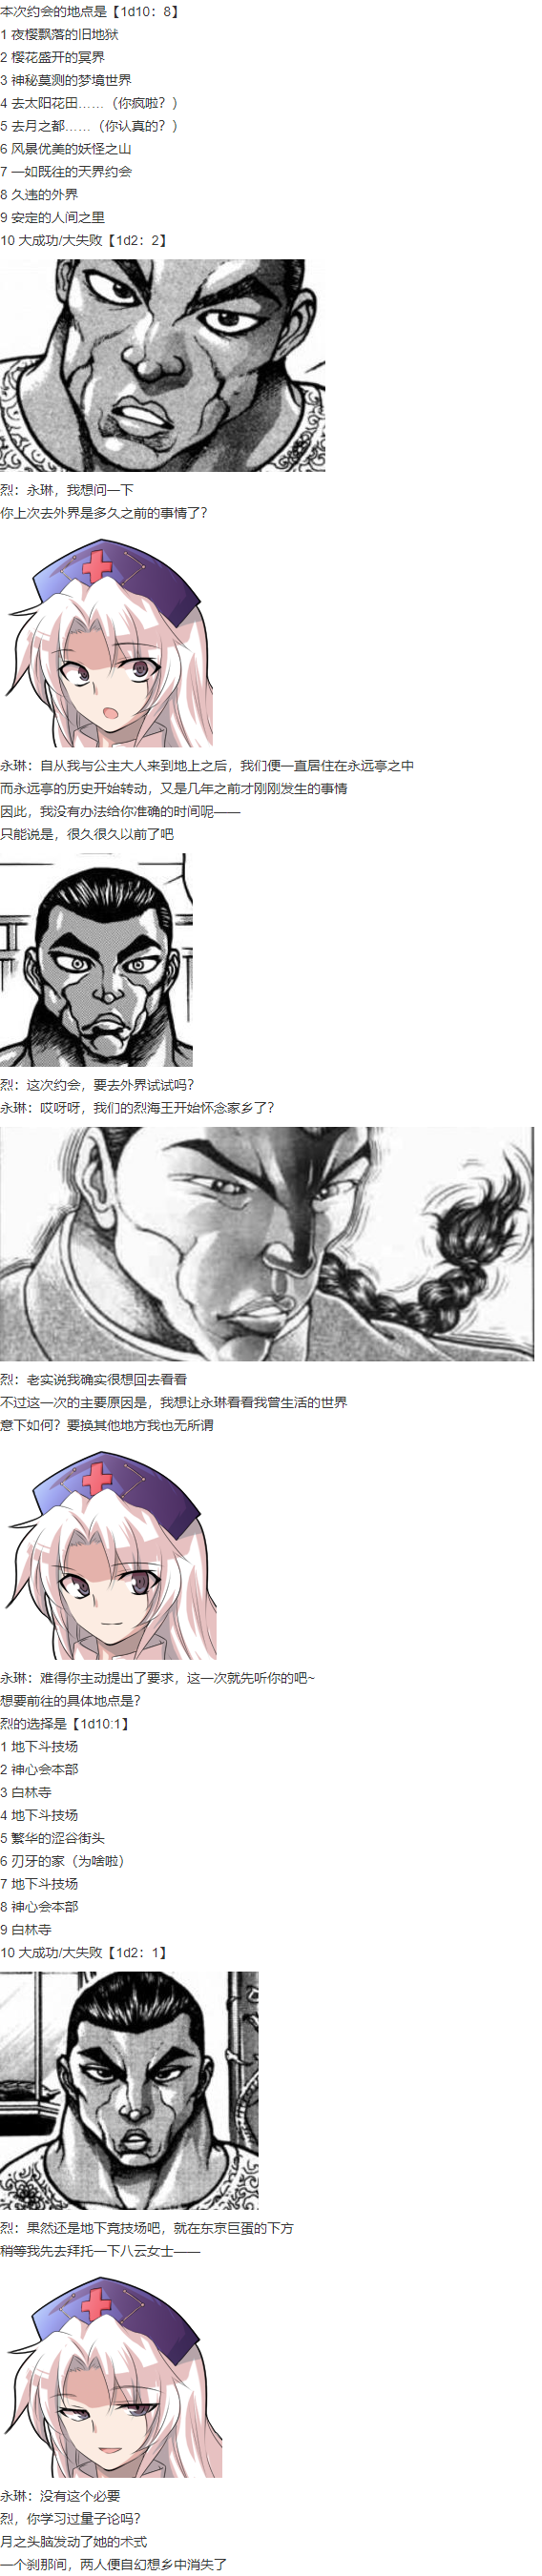 本次约会的地点是【1d10：8】
1 夜樱飘落的旧地狱
2 樱花盛开的冥界
3 神秘莫测的梦境世界
4 去太阳花田……（你疯啦？）
5 去月之都……（你认真的？）
6 风景优美的妖怪之山
7 一如既往的天界约会
8 久违的外界
9 安定的人间之里
10 大成功/大失败【1d2：2】
烈：永琳，我想问一下
你上次去外界是多久之前的事情了？
永琳：自从我与公主大人来到地上之后，我们便一直居住在永远亭之中
而永远亭的历史开始转动，又是几年之前才刚刚发生的事情
因此，我没有办法给你准确的时间呢——
只能说是，很久很久以前了吧
烈：这次约会，要去外界试试吗？
永琳：哎呀呀，我们的烈海王开始怀念家乡了？
烈：老实说我确实很想回去看看
不过这一次的主要原因是，我想让永琳看看我曾生活的世界
意下如何？要换其他地方我也无所谓
永琳：难得你主动提出了要求，这一次就先听你的吧~
想要前往的具体地点是？
烈的选择是【1d10:1】
1 地下斗技场
2 神心会本部
3 白林寺
4 地下斗技场
5 繁华的涩谷街头
6 刃牙的家（为啥啦）
7 地下斗技场
8 神心会本部
9 白林寺
10 大成功/大失败【1d2：1】
烈：果然还是地下竞技场吧，就在东京巨蛋的下方
稍等我先去拜托一下八云女士——
永琳：没有这个必要
烈，你学习过量子论吗？
月之头脑发动了她的术式
一个刹那间，两人便自幻想乡中消失了